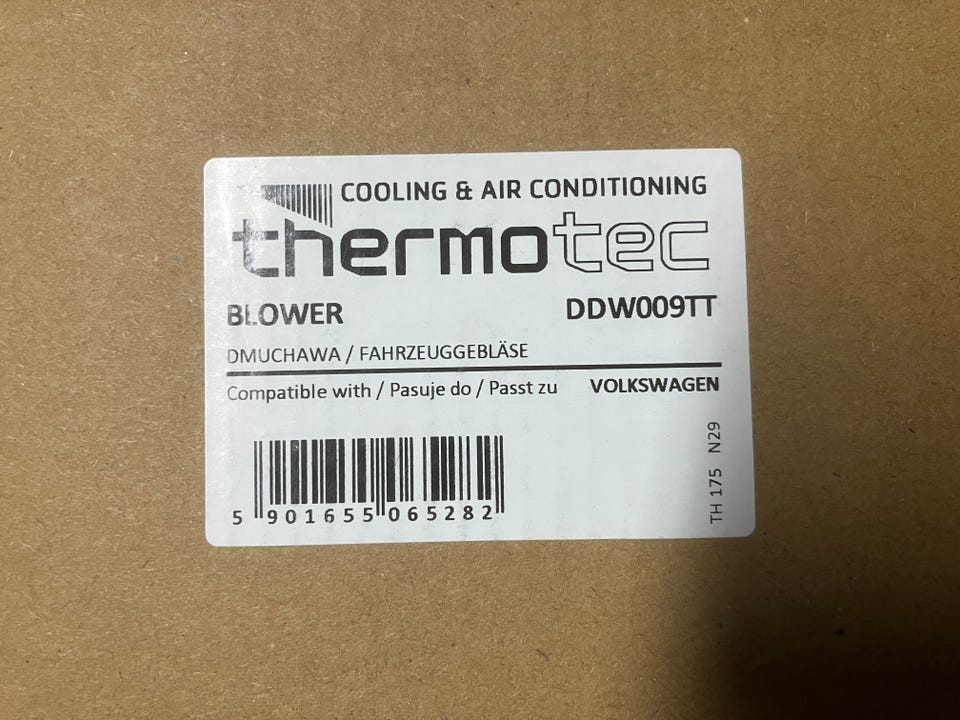 COOLING & AIR CONDITIONING
thermotec
BLOWER DDW009TT
DMUCHAWA / FAHRZEUGGEBLÄSE
Compatible with / Pasuje do / Passt zu VOLKSWAGEN
TH 175 N29
5 901655 065282